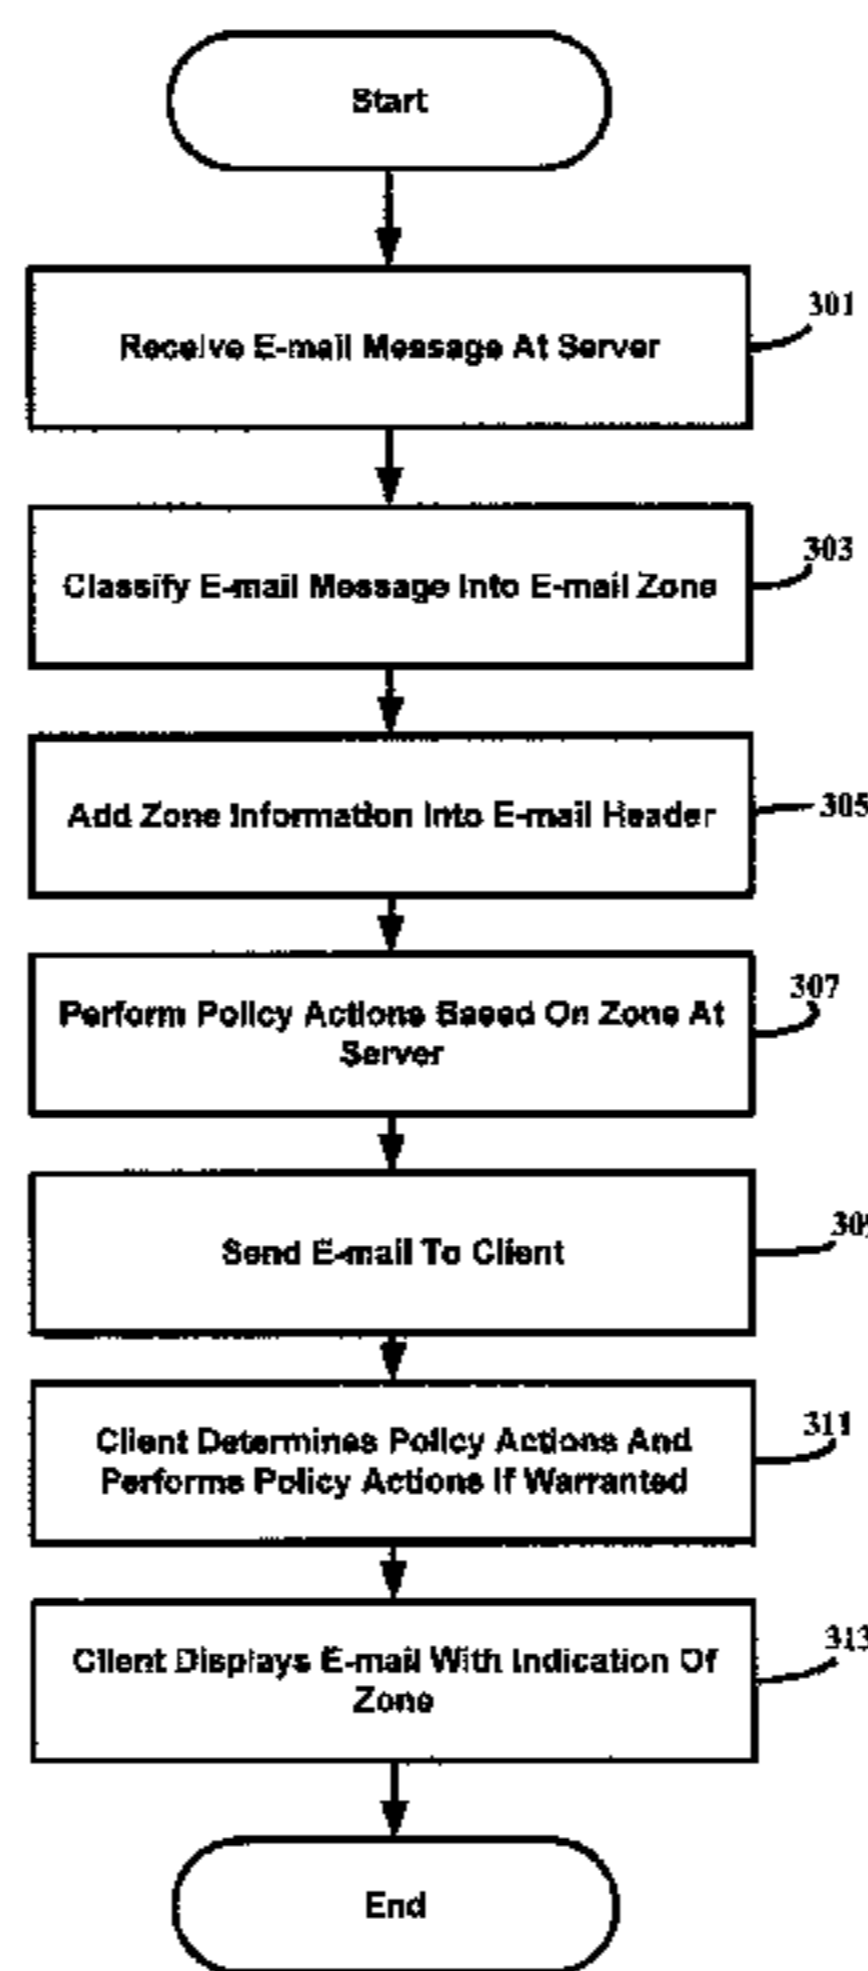 Start
Receive E-mail Message At Server
301
Classify E-mail Message Into E-mail Zone
303
Add Zone Information Into E-mail Header
305
Perform Policy Actions Based On Zone At
Server
307
Send E-mail To Client
309
Client Determines Policy Actions And
Performs Policy Actions If Warranted
311
Client Displays E-mail With Indication Of
Zone
313
End